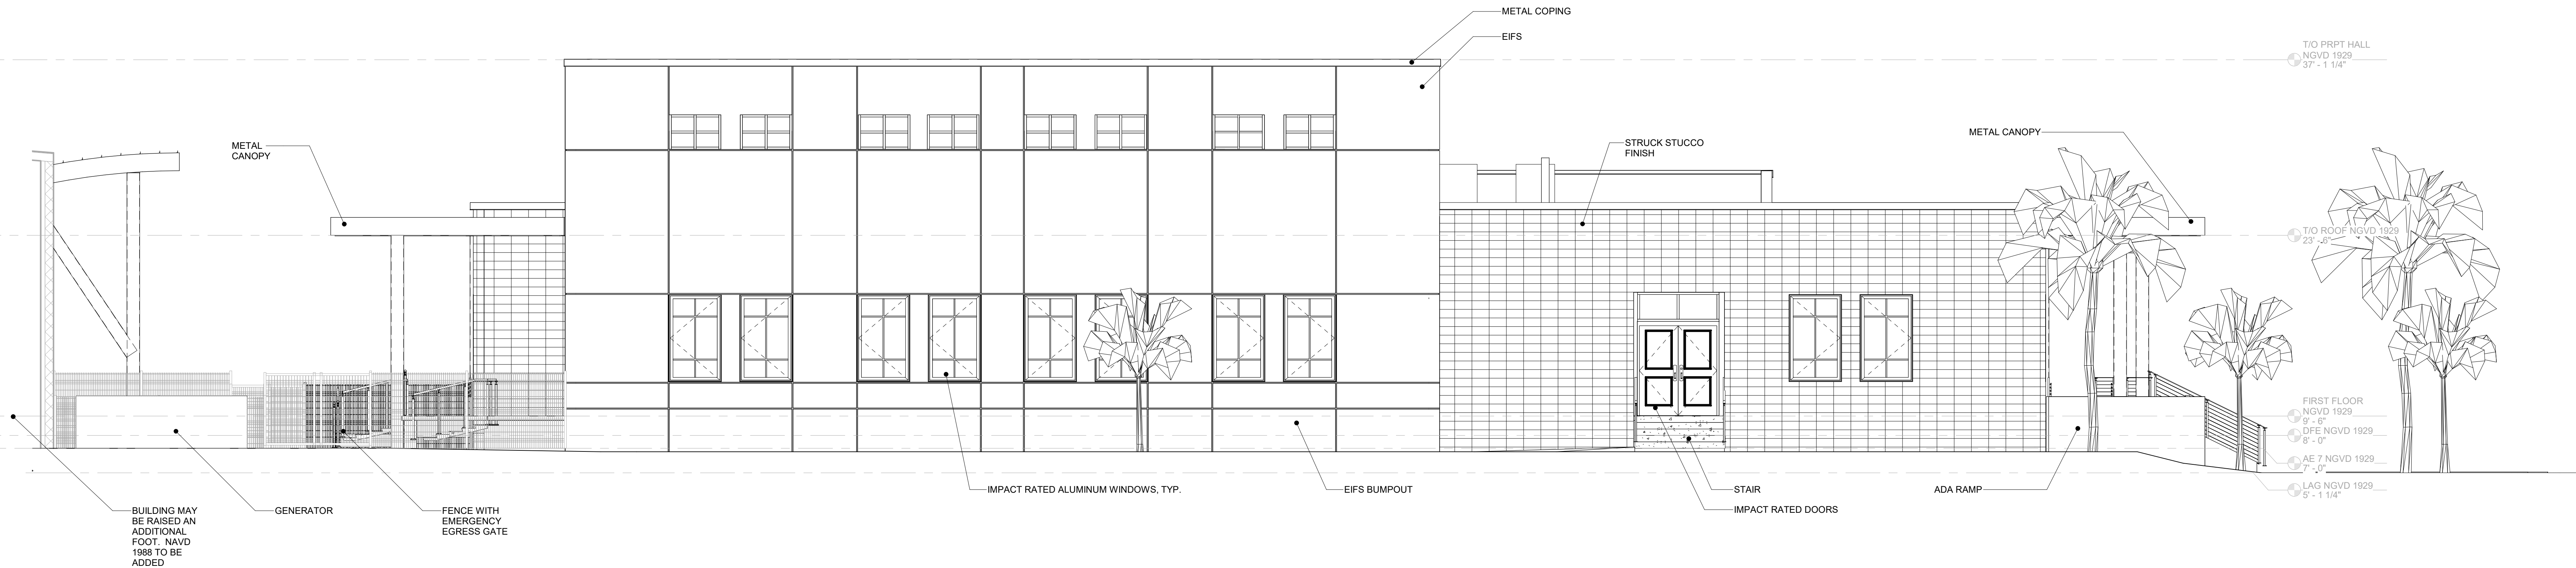 METAL COPING
EIFS
T/O PRPT HALL
NGVD 1929
37' - 1 1/4"
METAL CANOPY
METAL
CANOPY
STRUCK STUCCO
FINISH
T/O ROOF NGVD 1929
23' - 6"
FIRST FLOOR
NGVD 1929
9' - 6"
DFE NGVD 1929
8' - 0"
AE 7 NGVD 1929
7' - 0"
LAG NGVD 1929
5' - 1 1/4"
IMPACT RATED ALUMINUM WINDOWS, TYP.
EIFS BUMPOUT
STAIR
ADA RAMP
IMPACT RATED DOORS
BUILDING MAY
BE RAISED AN
ADDITIONAL
FOOT. NAVD
1988 TO BE
ADDED
GENERATOR
FENCE WITH
EMERGENCY
EGRESS GATE